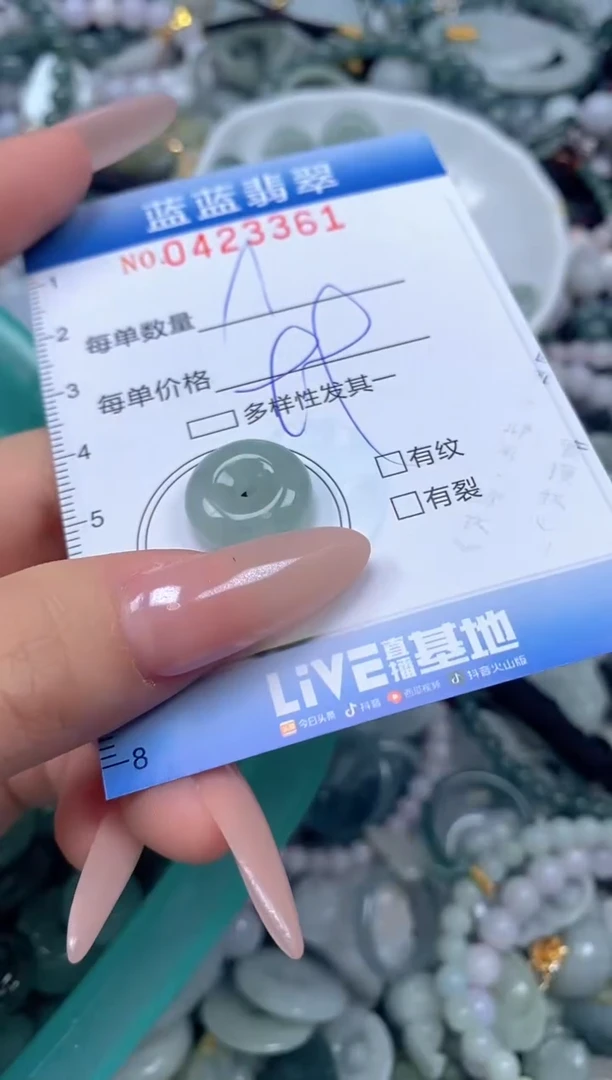 蓝蓝翡翠
NO.0423361
1
2
每单数量
3
每单价格
多样性发其一
4
有纹
5
有裂
LiVE直播基地
今日头条 抖音 西瓜视频 抖音火山版
8